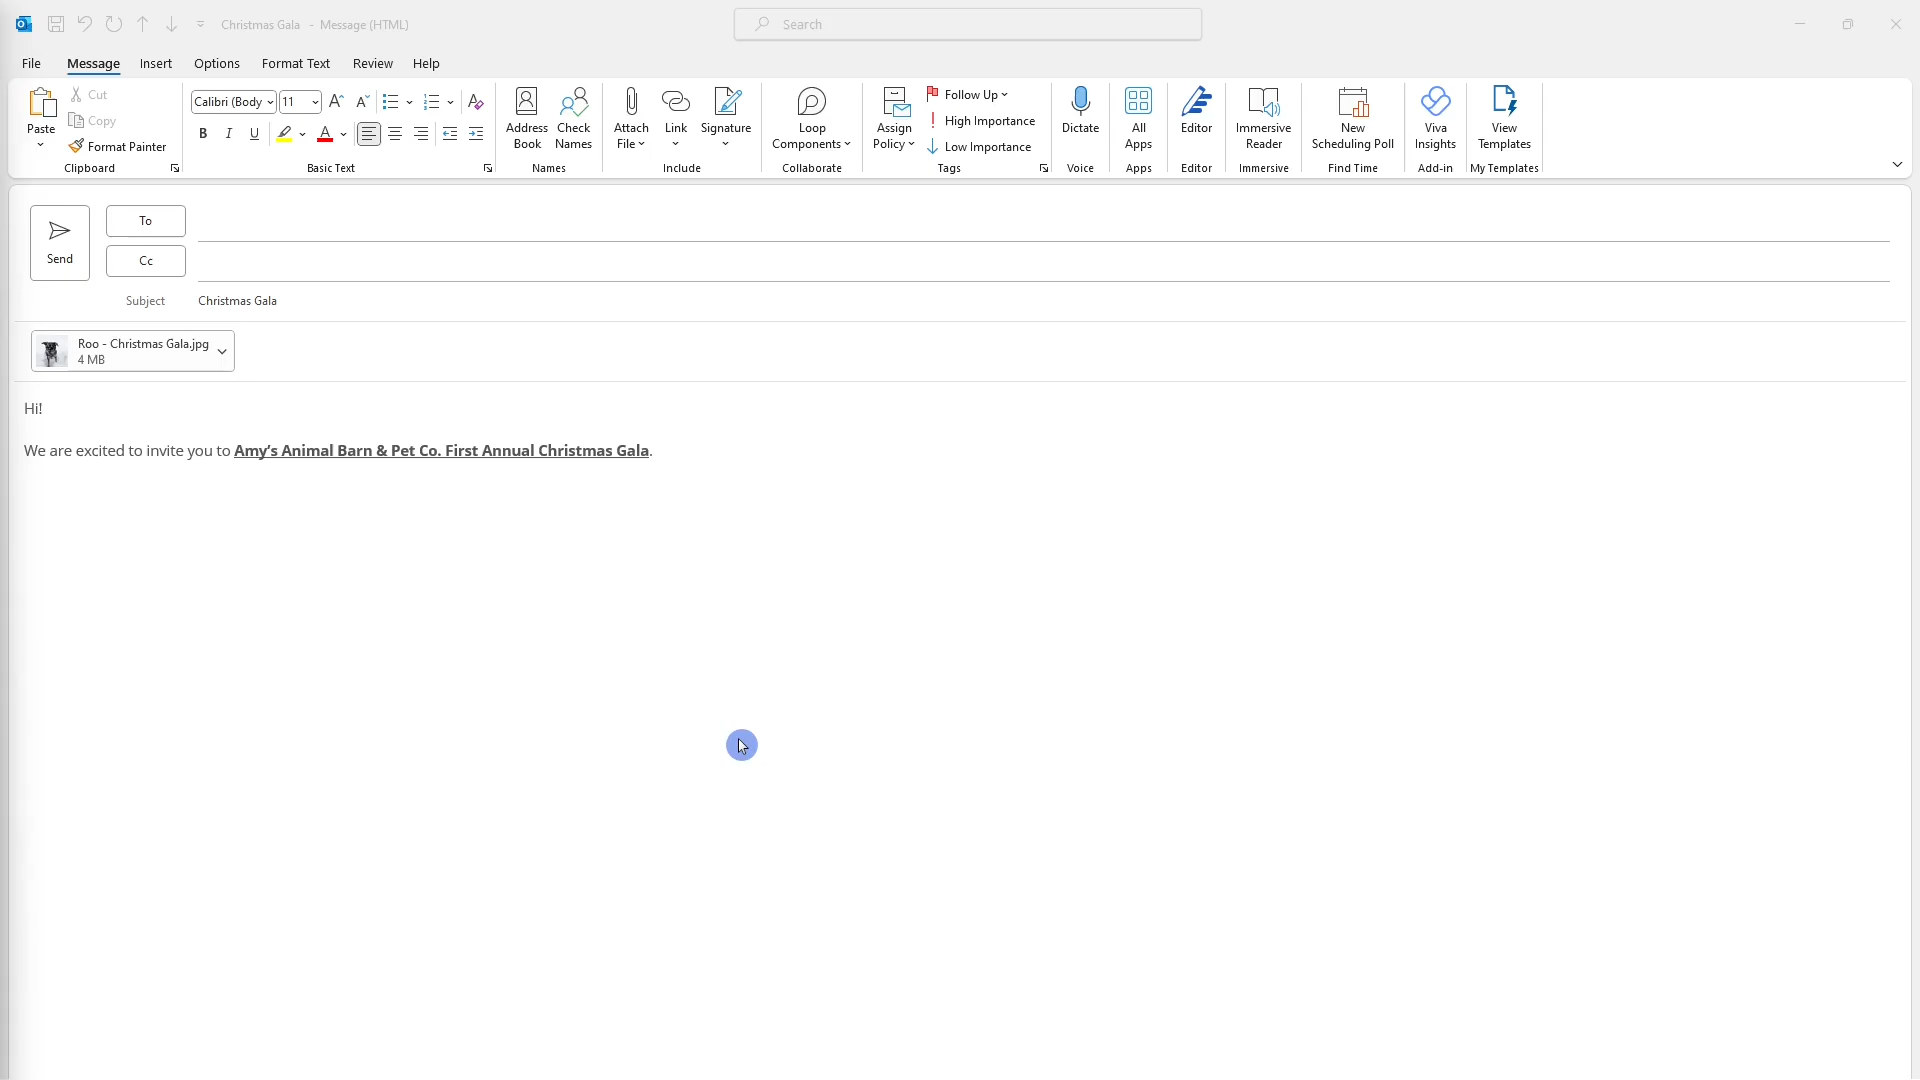 Christmas Gala - Message (HTML)
Search
File Message Insert Options Format Text Review Help
Paste
Cut
Copy
Format Painter
Clipboard
Calibri (Body 11
B I U
Basic Text
Address Book
Check Names
Names
Attach File
Link
Signature
Include
Loop Components
Collaborate
Assign Policy
Follow Up
High Importance
Low Importance
Tags
Dictate
Voice
All Apps
Apps
Editor
Editor
Immersive Reader
Immersive
New Scheduling Poll
Find Time
Viva Insights
Add-in
View Templates
My Templates
Send
To
Cc
Subject Christmas Gala
Roo - Christmas Gala.jpg
4 MB
Hi!
We are excited to invite you to Amy’s Animal Barn & Pet Co. First Annual Christmas Gala.